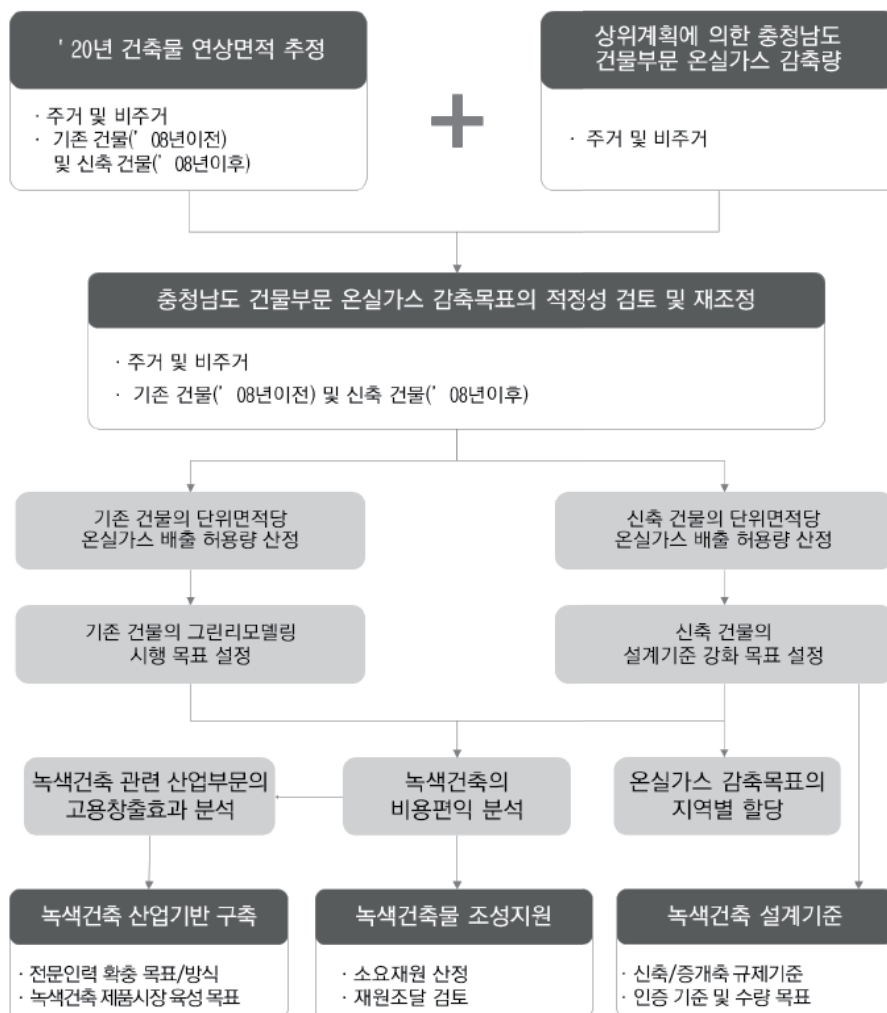 ' 20년 건축물 연상면적 추정
· 주거 및 비주거
· 기존 건물(' 08년이전)
및 신축 건물(' 08년이후)
+
상위계획에 의한 충청남도
건물부문 온실가스 감축량
· 주거 및 비주거
충청남도 건물부문 온실가스 감축목표의 적정성 검토 및 재조정
· 주거 및 비주거
· 기존 건물(' 08년이전) 및 신축 건물(' 08년이후)
기존 건물의 단위면적당
온실가스 배출 허용량 산정
신축 건물의 단위면적당
온실가스 배출 허용량 산정
기존 건물의 그린리모델링
시행 목표 설정
신축 건물의
설계기준 강화 목표 설정
녹색건축 관련 산업부문의
고용창출효과 분석
녹색건축의
비용편익 분석
온실가스 감축목표의
지역별 할당
녹색건축 산업기반 구축
· 전문인력 확충 목표/방식
· 녹색건축 제품시장 육성 목표
녹색건축물 조성지원
· 소요재원 산정
· 재원조달 검토
녹색건축 설계기준
· 신축/증개축 규제기준
· 인증 기준 및 수량 목표